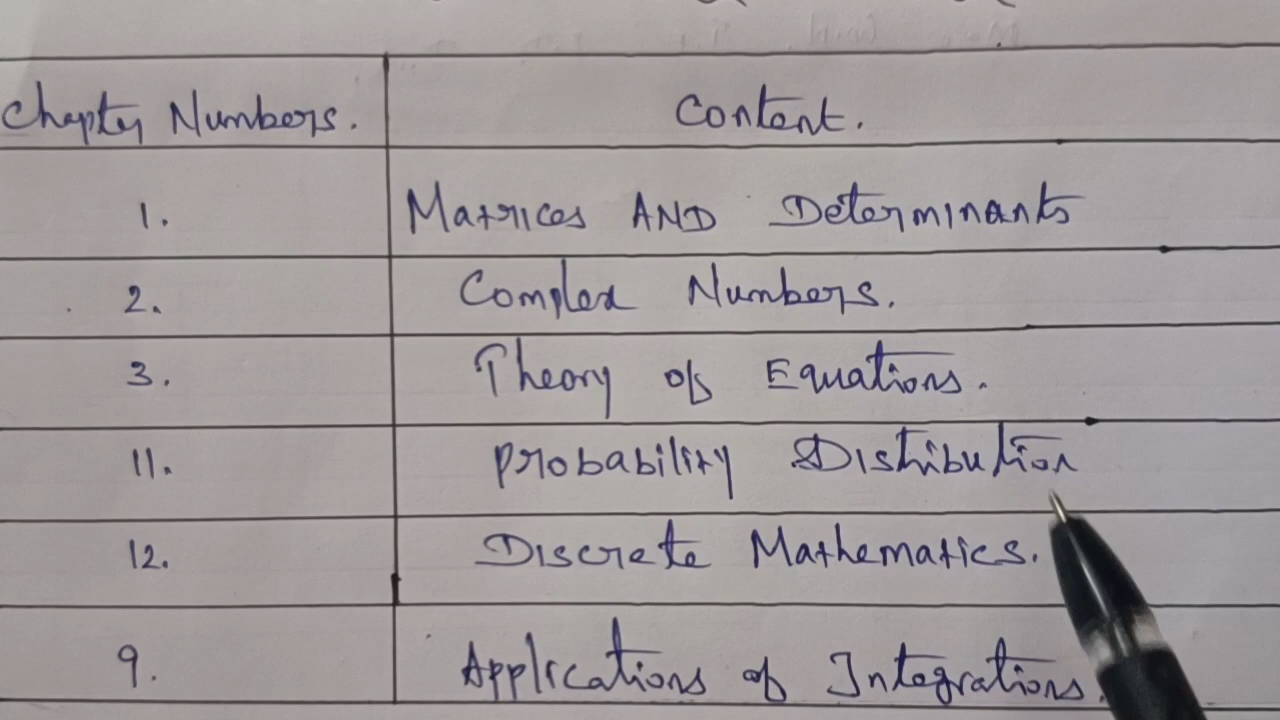 Chapter Numbers. Content.
1. Matrices AND Determinants
2. Complex Numbers.
3. Theory of Equations.
11. Probability Distribution
12. Discrete Mathematics.
9. Applications of Integrations.